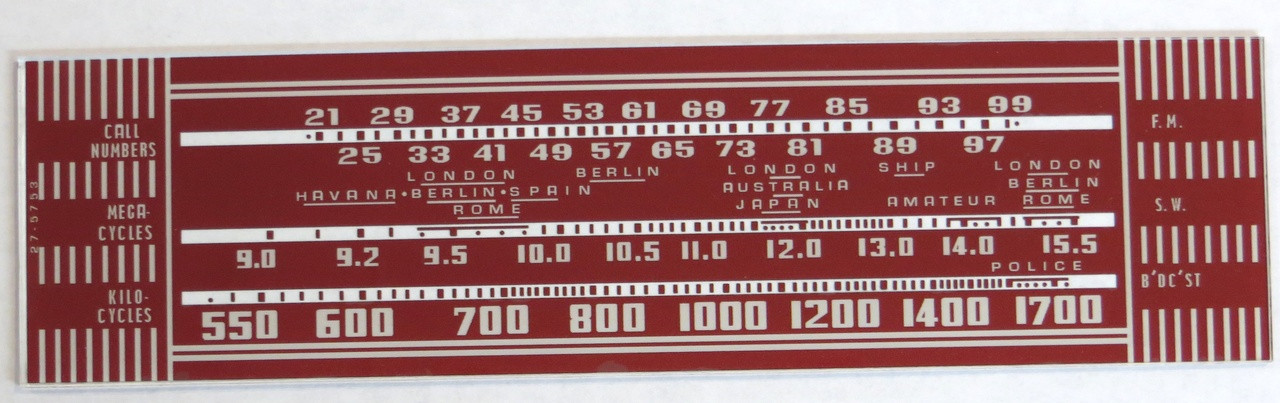 21 29 37 45 53 61 69 77 85 93 99
CALL
NUMBERS
F.M.
25 33 41 49 57 65 73 81 89 97
LONDON BERLIN LONDON SHIP LONDON
HAVANA•BERLIN•SPAIN AUSTRALIA BERLIN
ROME JAPAN AMATEUR ROME
27-5753
MEGA-
CYCLES
S.W.
9.0 9.2 9.5 10.0 10.5 11.0 12.0 13.0 14.0 15.5
POLICE
B'DC'ST
KILO-
CYCLES
550 600 700 800 1000 1200 1400 1700